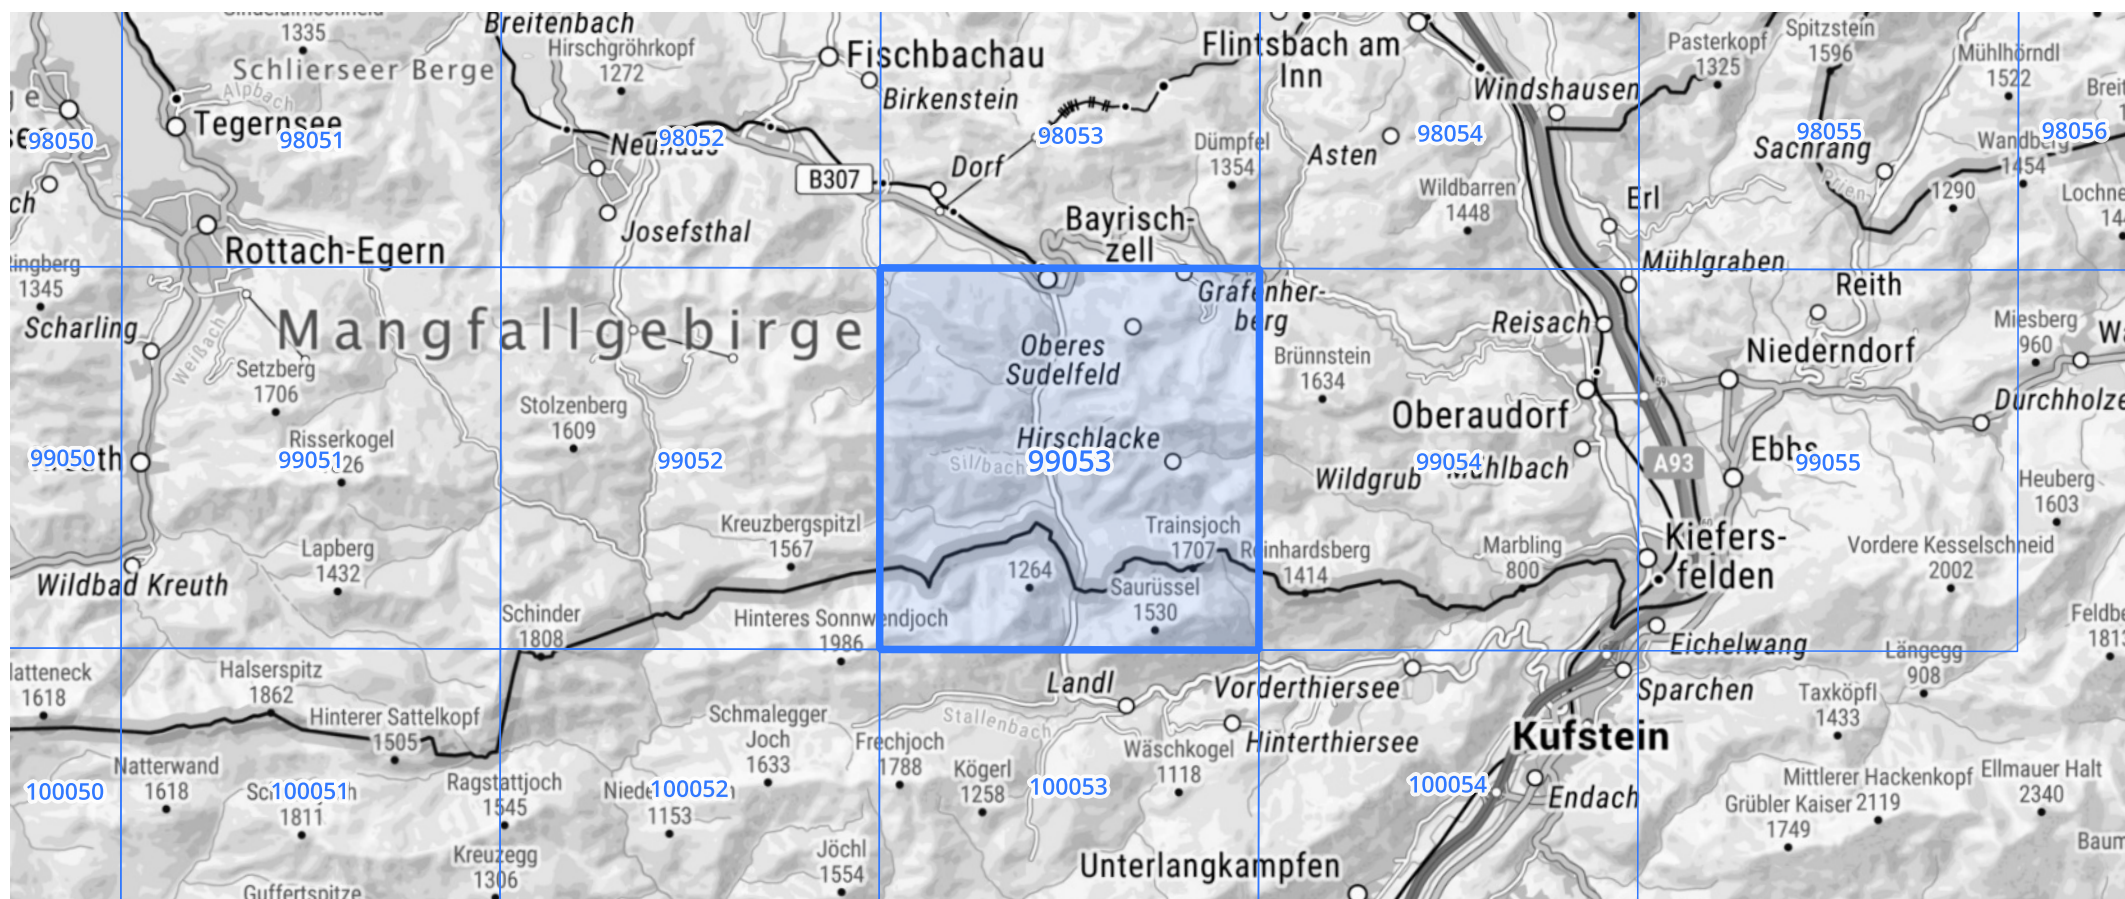 Breitenbach
1335
Hirschgröhrkopf
1272
Schlierseer Berge
Alpbach
Tegernsee
98050
98051
Neuhaus
98052
Josefsthal
Rottach-Egern
B307
Fischbachau
Birkenstein
Dorf
98053
Bayrisch-
zell
Dümpfel
1354
Flintsbach am
Inn
Asten
98054
Wildbarren
1448
Windshausen
Erl
Mühlgraben
Pasterkopf
1325
Spitzstein
1596
Mühlhörndl
1522
98055
Sachrang
Prien
Wandberg
1454
1290
98056
Reith
1345
Scharling
Weißach
Mangfallgebirge
Setzberg
1706
Risserkogel
99050
99051
Stolzenberg
1609
99052
Lapberg
1432
Wildbad Kreuth
Kreuzbergspitzl
1567
Schinder
1808
Hinteres Sonnwendjoch
1986
Grafenher-
berg
Oberes
Sudelfeld
Hirschlacke
99053
Trainsjoch
1707
1264
Saurüssel
1530
Brünnstein
1634
Reisach
Oberaudorf
99054
Mühlbach
Wildgrub
Reinhardsberg
1414
Marbling
800
Niederndorf
Miesberg
960
Durchholze
Ebbs
99055
A93
Heuberg
1603
Kiefers-
felden
Vordere Kesselschneid
2002
Eichelwang
Längegg
908
1618
Halserspitz
1862
Hinterer Sattelkopf
1505
Natterwand
1618
100050
100051
1811
Ragstattjoch
1545
Kreuzegg
1306
Guffertspitze
100052
1153
Schmalegger
Joch
1633
Jöchl
1554
Frechjoch
1788
Kögerl
1258
Landl
Stallenbach
100053
Wäschkogel
1118
Vorderthiersee
Hinterthiersee
Unterlangkampfen
100054
Sparchen
Kufstein
Endach
Taxköpfl
1433
Mittlerer Hackenkopf
2119
Grübler Kaiser
1749
Ellmauer Halt
2340